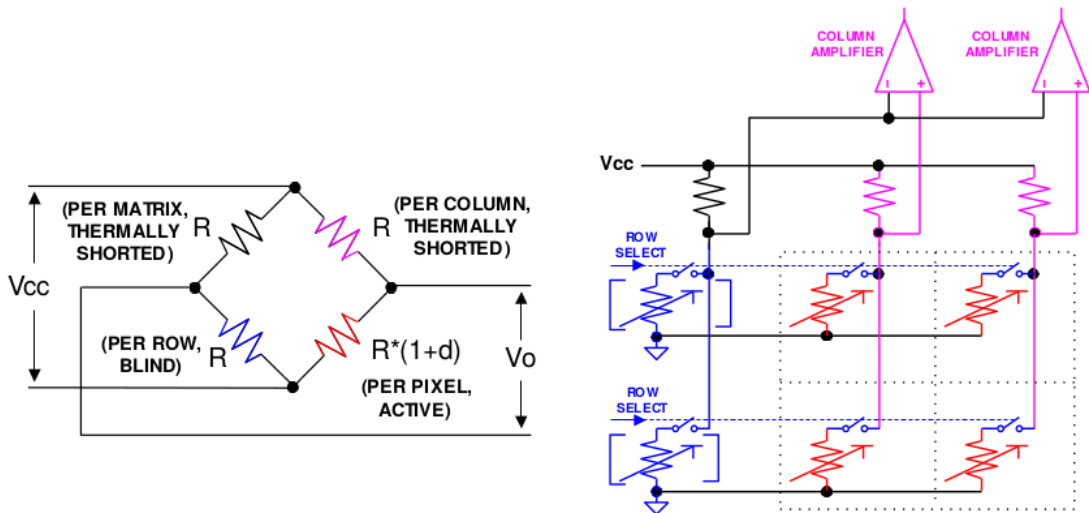 (PER MATRIX,
THERMALLY
SHORTED)
R
R
(PER COLUMN,
THERMALLY
SHORTED)
Vcc
(PER ROW,
BLIND)
R
R*(1+d)
(PER PIXEL,
ACTIVE)
Vo
COLUMN
AMPLIFIER
COLUMN
AMPLIFIER
I
+
I
+
Vcc
ROW
SELECT
T
T
T
ROW
SELECT
T
T
T